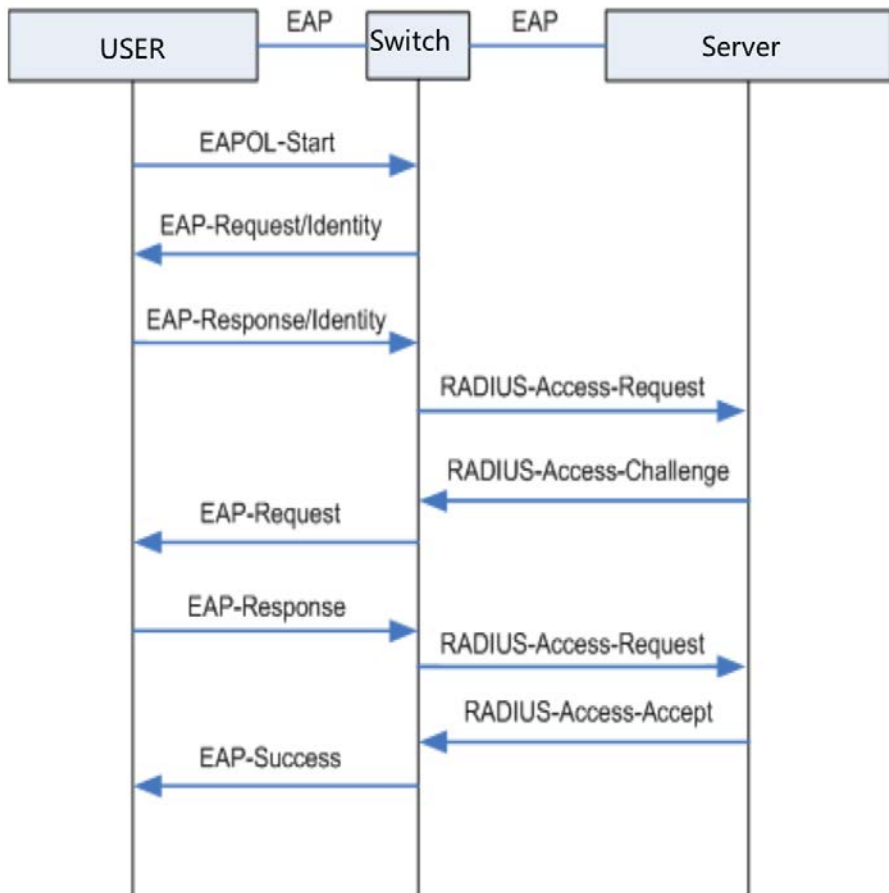 EAP
EAP
USER
Switch
Server
EAPOL-Start
EAP-Request/Identity
EAP-Response/Identity
RADIUS-Access-Request
RADIUS-Access-Challenge
EAP-Request
EAP-Response
RADIUS-Access-Request
RADIUS-Access-Accept
EAP-Success